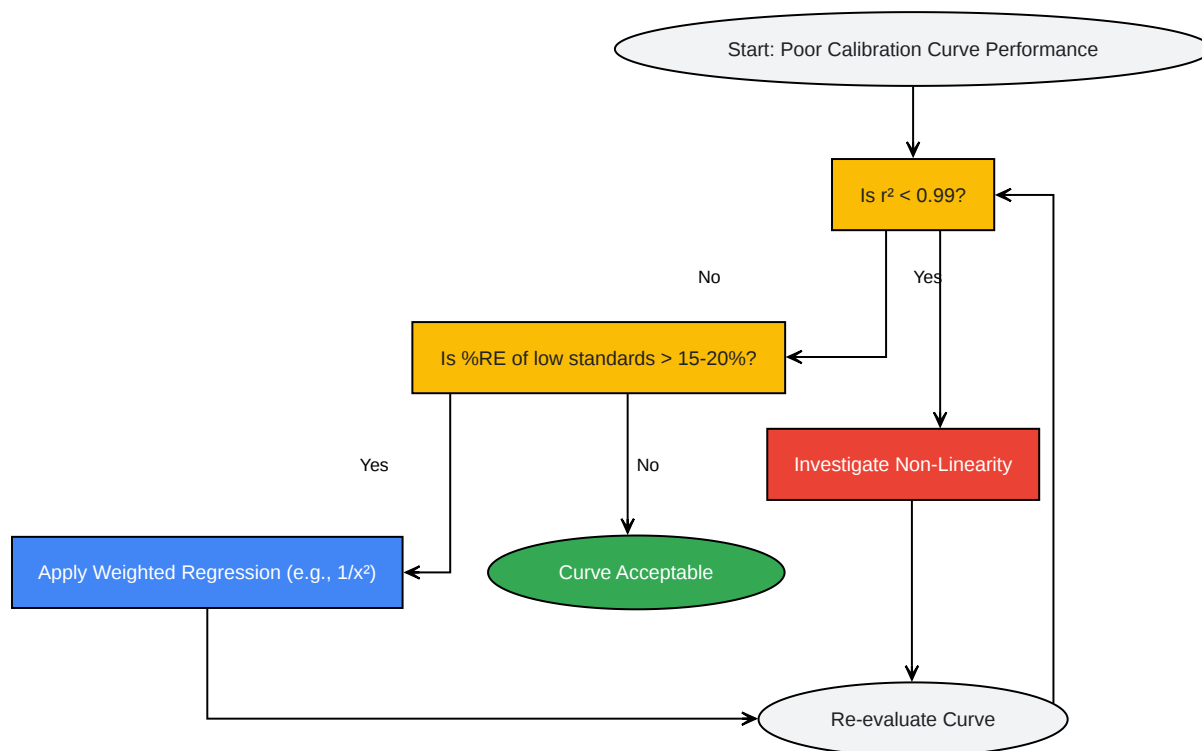 Start: Poor Calibration Curve Performance
Is r² < 0.99?
No
Yes
Is %RE of low standards > 15-20%?
Investigate Non-Linearity
Yes
No
Apply Weighted Regression (e.g., 1/x²)
Curve Acceptable
Re-evaluate Curve